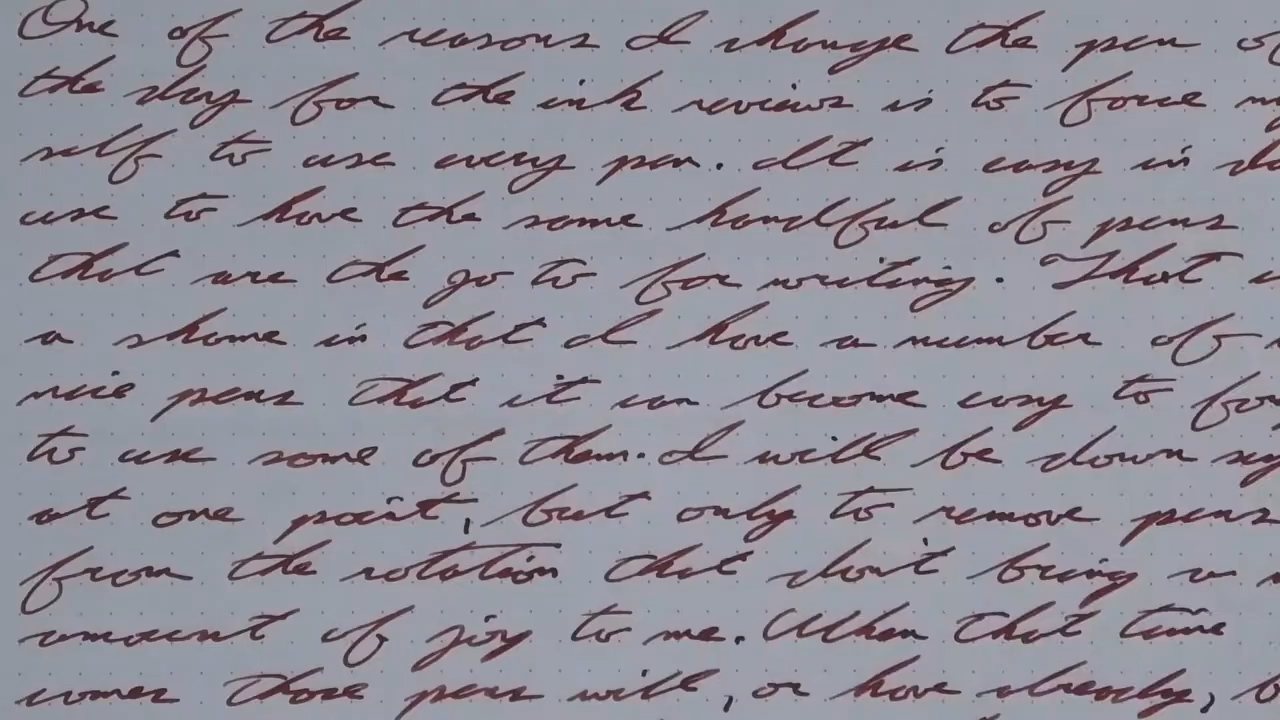 One of the reasons I change the pen of
the day for the ink reviews is to force my
self to use every pen. It is easy in
use to have the same handful of pens
that are the go to for writing. That
a shame in that I have a number of
nice pens that it can become easy to
to use some of them. I will be down
at one point, but only to remove pens
from the rotation that don't bring
amount of joy to me. When that time
comes those pens will, or have already,